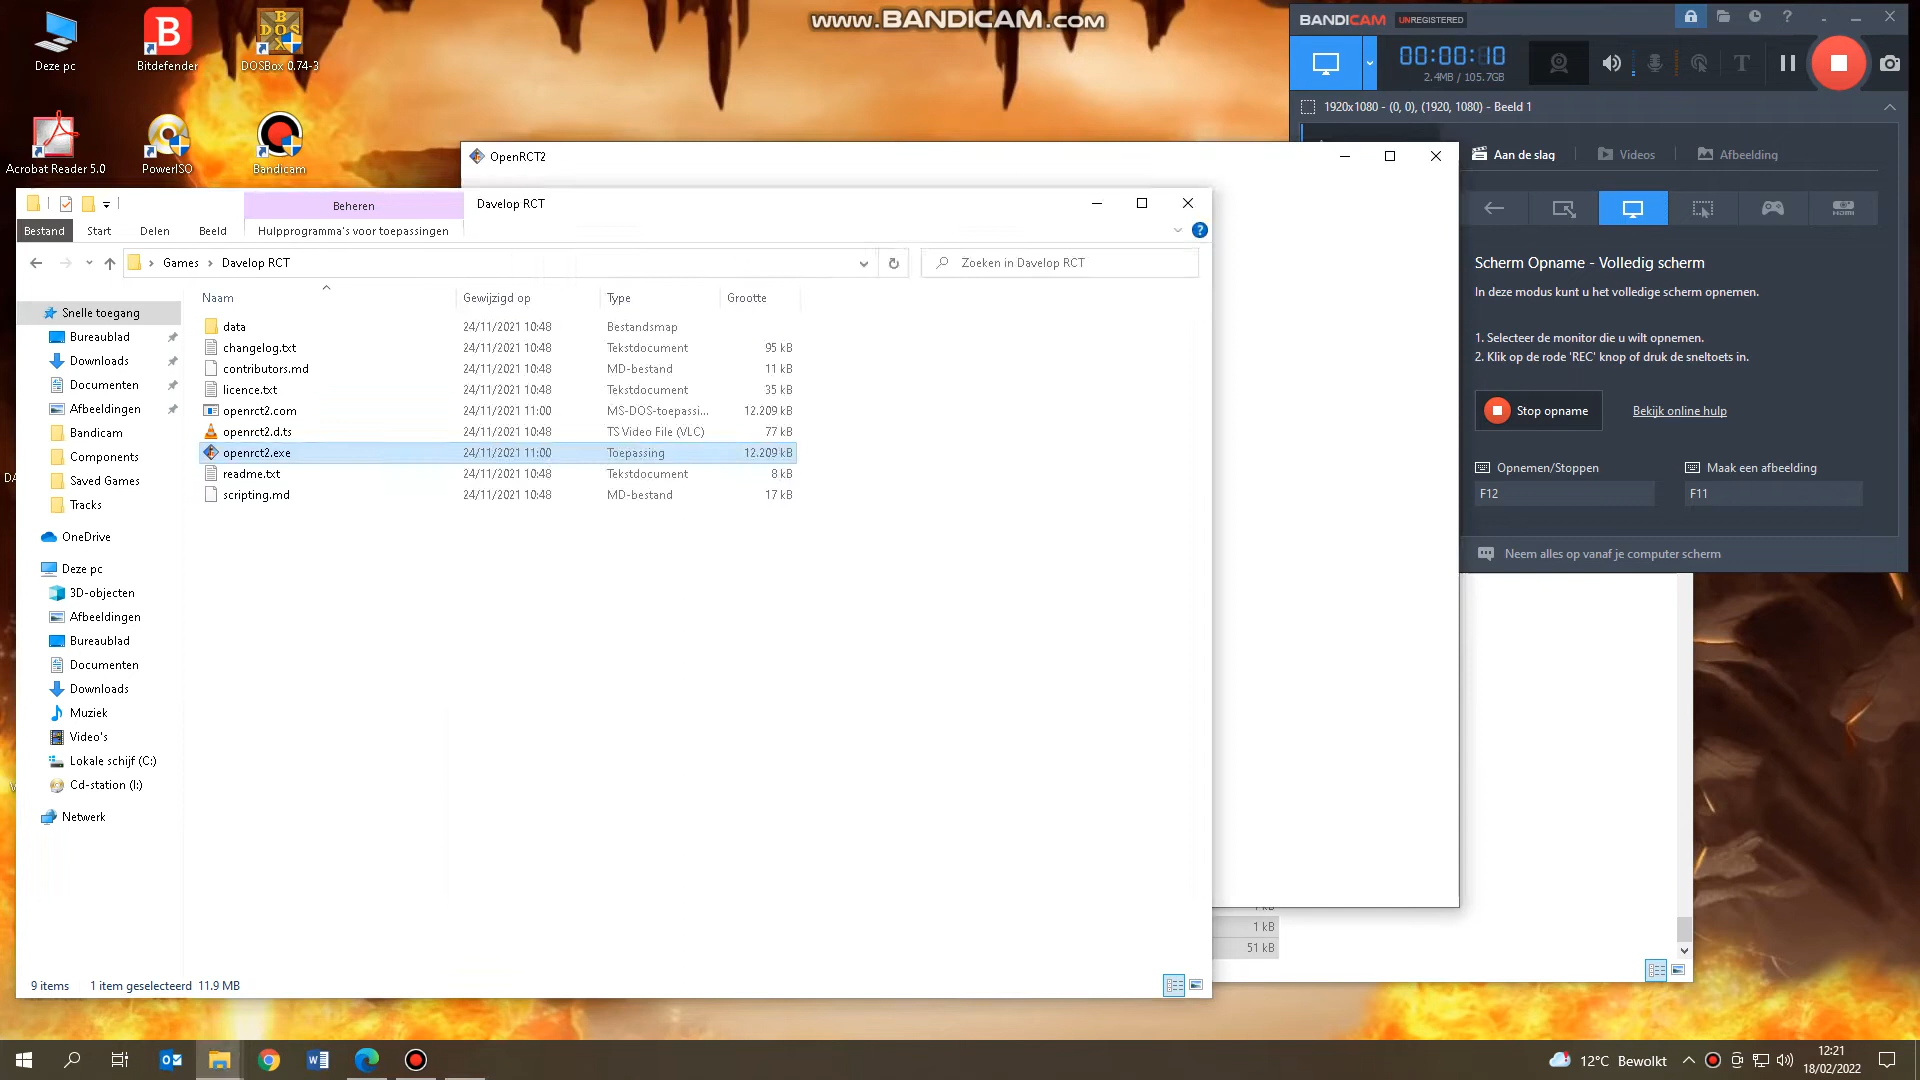 www.BANDICAM.com
Deze pc
Bitdefender
DOSBox 0.74-3
Acrobat Reader 5.0
PowerISO
Bandicam
BANDICAM UNREGISTERED
00:00:10
2.4MB / 105.7GB
1920x1080 - (0, 0), (1920, 1080) - Beeld 1
Aan de slag
Videos
Afbeelding
HDMI
Scherm Opname - Volledig scherm
In deze modus kunt u het volledige scherm opnemen.
1. Selecteer de monitor die u wilt opnemen.
2. Klik op de rode 'REC' knop of druk de sneltoets in.
Stop opname
Bekijk online hulp
Opnemen/Stoppen
Maak een afbeelding
F12
F11
Neem alles op vanaf je computer scherm
OpenRCT2
Beheren
Davelop RCT
Bestand
Start
Delen
Beeld
Hulpprogramma's voor toepassingen
Games
Davelop RCT
Zoeken in Davelop RCT
Naam
Gewijzigd op
Type
Grootte
data 24/11/2021 10:48 Bestandsmap
changelog.txt 24/11/2021 10:48 Tekstdocument 95 kB
contributors.md 24/11/2021 10:48 MD-bestand 11 kB
licence.txt 24/11/2021 10:48 Tekstdocument 35 kB
openrct2.com 24/11/2021 11:00 MS-DOS-toepassi... 12.209 kB
openrct2.d.ts 24/11/2021 10:48 TS Video File (VLC) 77 kB
openrct2.exe 24/11/2021 11:00 Toepassing 12.209 kB
readme.txt 24/11/2021 10:48 Tekstdocument 8 kB
scripting.md 24/11/2021 10:48 MD-bestand 17 kB
Snelle toegang
Bureaublad
Downloads
Documenten
Afbeeldingen
Bandicam
Components
Saved Games
Tracks
OneDrive
Deze pc
3D-objecten
Afbeeldingen
Bureaublad
Documenten
Downloads
Muziek
Video's
Lokale schijf (C:)
Cd-station (I:)
Netwerk
1 kB
51 kB
9 items
1 item geselecteerd 11.9 MB
12°C Bewolkt
12:21
18/02/2022